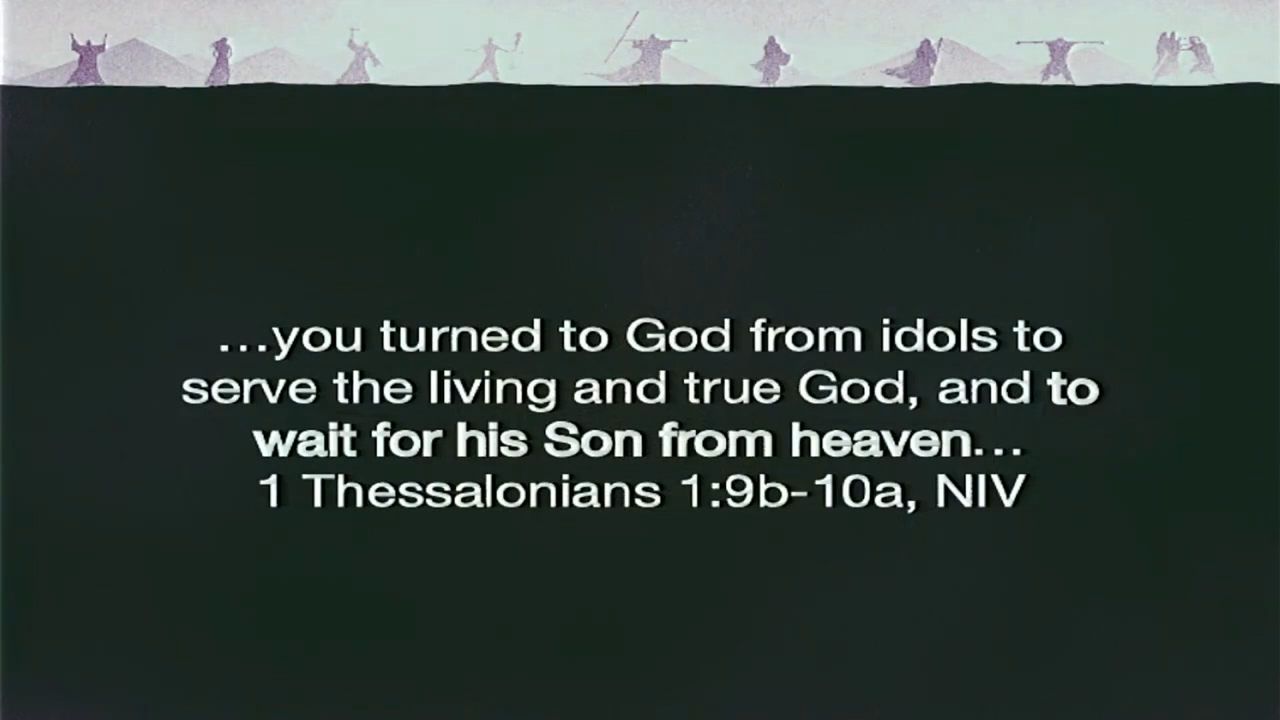 ...you turned to God from idols to
serve the living and true God, and to
wait for his Son from heaven...
1 Thessalonians 1:9b-10a, NIV